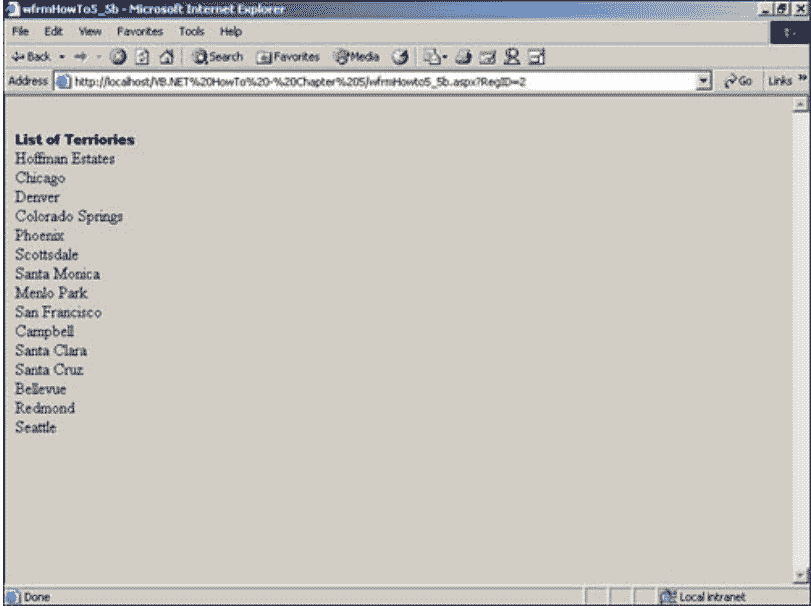 wfrmHowTo5_5b - Microsoft Internet Explorer
File Edit View Favorites Tools Help
Back Search Favorites Media
Address http://localhost/VB.NET%20HowTo%20-%20Chapter%205/wfrmHowto5_5b.aspx?RegID=2 Go Links »
List of Terriories
Hoffman Estates
Chicago
Denver
Colorado Springs
Phoenix
Scottsdale
Santa Monica
Menlo Park
San Francisco
Campbell
Santa Clara
Santa Cruz
Bellevue
Redmond
Seattle
Done Local intranet